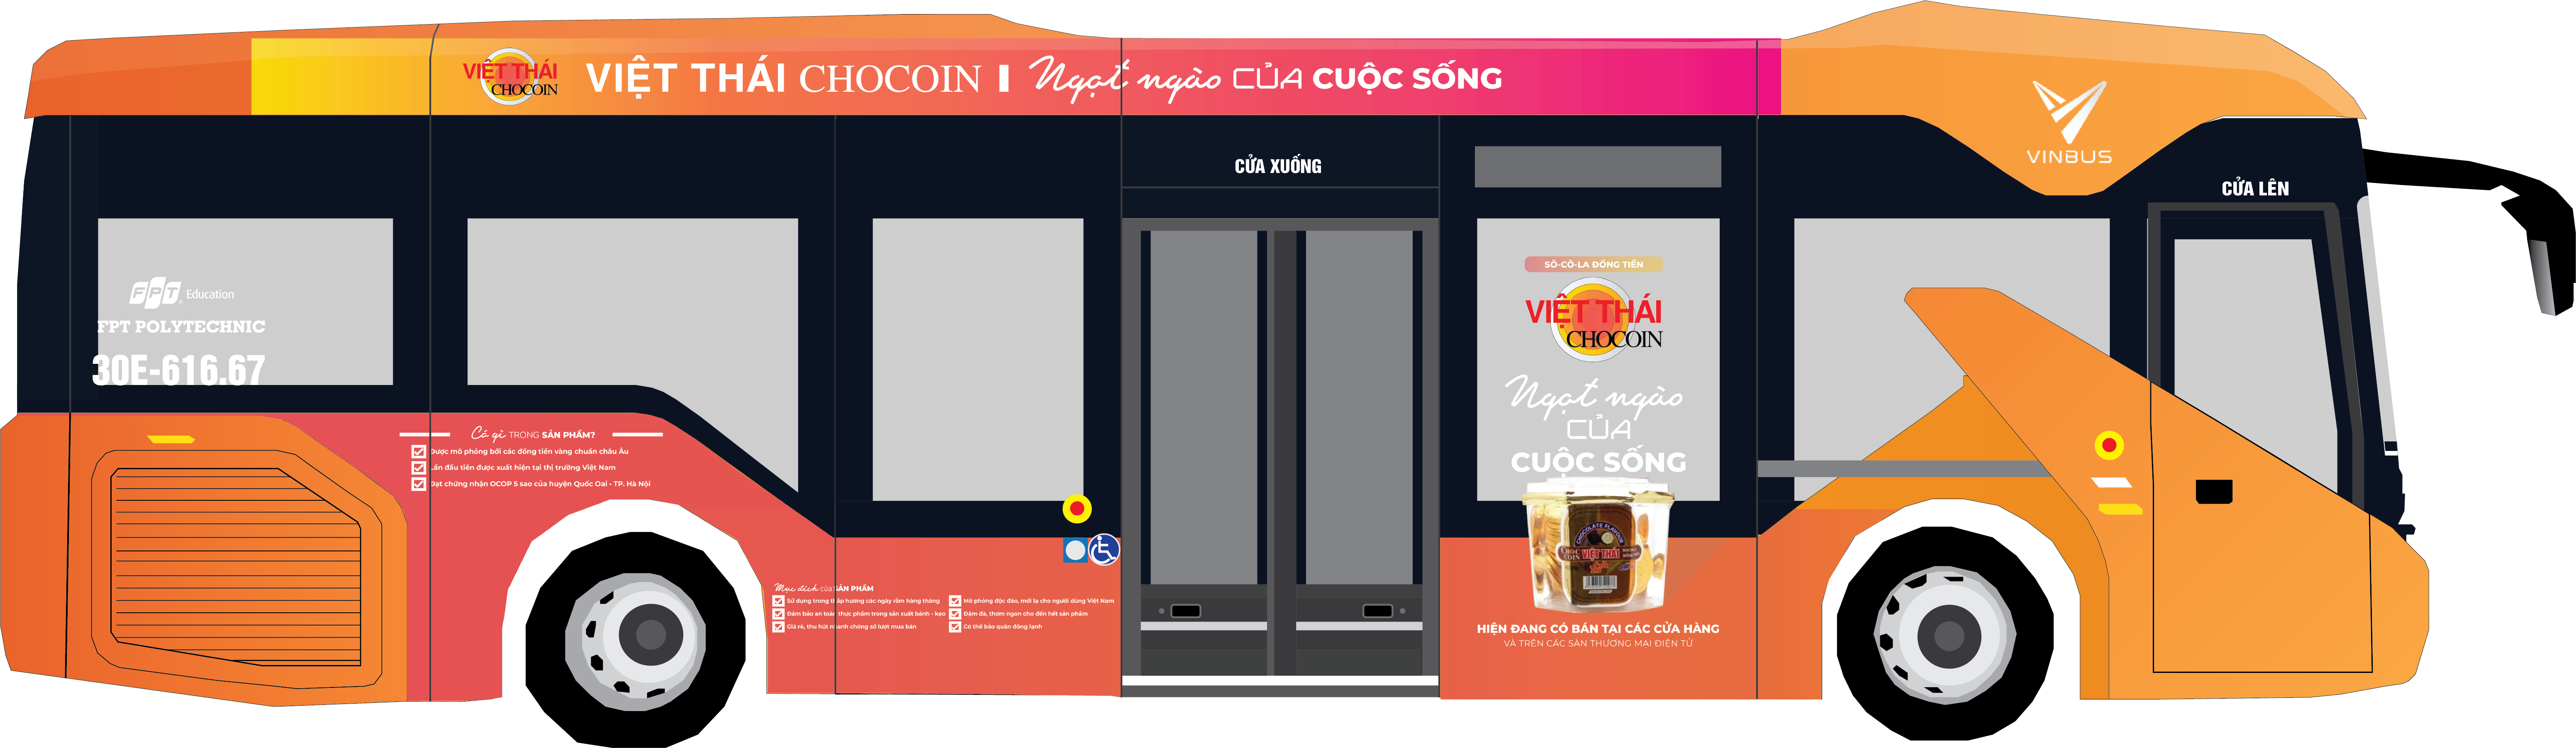 VIỆT THÁI
CHOCOIN
VIỆT THÁI CHOCOIN I Ngọt ngào CỦA CUỘC SỐNG
VINBUS
CỬA XUỐNG
CỬA LÊN
FPT Education
FPT POLYTECHNIC
30E-616.67
SÔ-CÔ-LA ĐỒNG TIỀN
VIỆT THÁI
CHOCOIN
Ngọt ngào
CỦA
CUỘC SỐNG
Có gì TRONG SẢN PHẨM?
Được mô phỏng bởi các đồng tiền vàng chuẩn châu Âu
Lần đầu tiên được xuất hiện tại thị trường Việt Nam
Đạt chứng nhận OCOP 5 sao của huyện Quốc Oai - TP. Hà Nội
CHOCOLATE FLAVOUR
VIỆT THÁI
Mục đích của SẢN PHẨM
Sử dụng trong thắp hương các ngày rằm hàng tháng
Đảm bảo an toàn thực phẩm trong sản xuất bánh - kẹo
Giá rẻ, thu hút nhanh chóng số lượt mua bán
Mô phỏng độc đáo, mới lạ cho người dùng Việt Nam
Đậm đà, thơm ngon cho đến hết sản phẩm
Có thể bảo quản đông lạnh
HIỆN ĐANG CÓ BÁN TẠI CÁC CỬA HÀNG
VÀ TRÊN CÁC SÀN THƯƠNG MẠI ĐIỆN TỬ